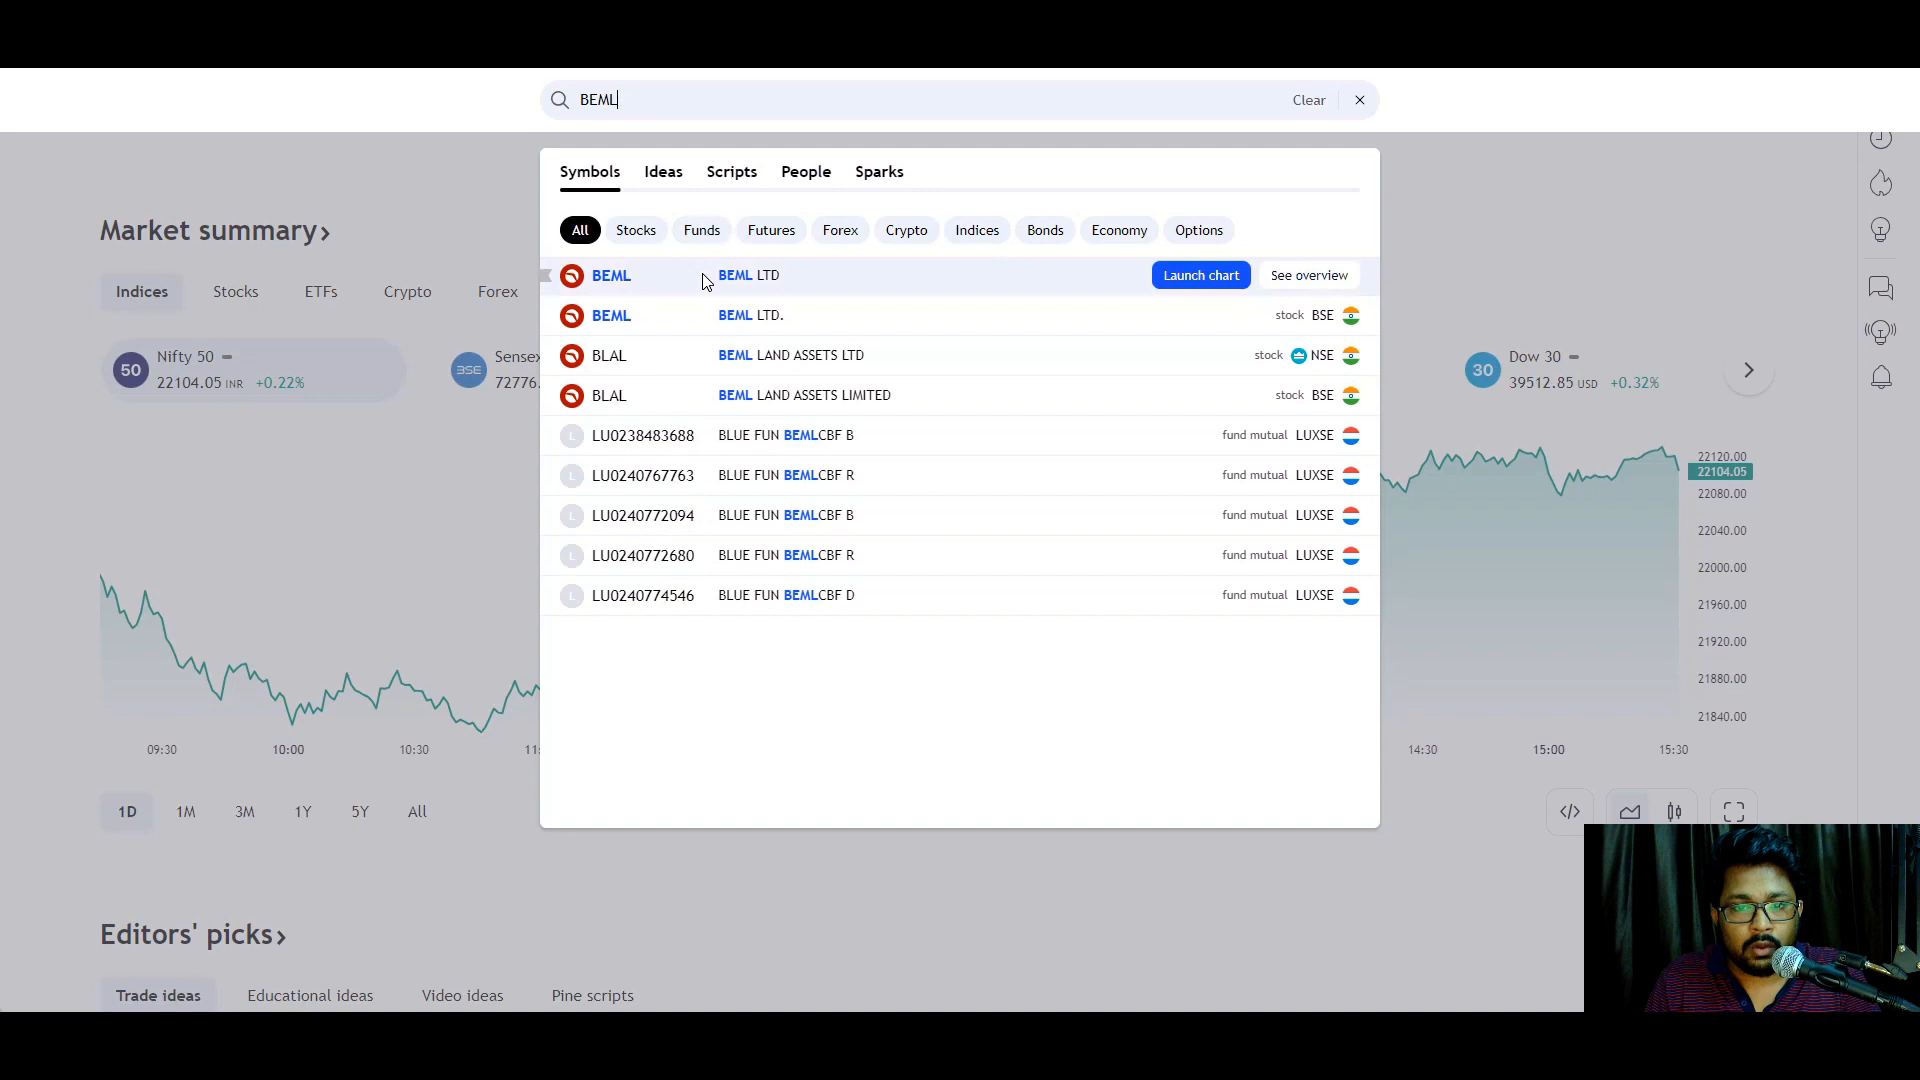 BEML
Clear
Symbols Ideas Scripts People Sparks
All Stocks Funds Futures Forex Crypto Indices Bonds Economy Options
BEML BEML LTD Launch chart See overview
BEML BEML LTD. stock BSE
BLAL BEML LAND ASSETS LTD stock NSE
BLAL BEML LAND ASSETS LIMITED stock BSE
L LU0238483688 BLUE FUN BEMLCBF B fund mutual LUXSE
L LU0240767763 BLUE FUN BEMLCBF R fund mutual LUXSE
L LU0240772094 BLUE FUN BEMLCBF B fund mutual LUXSE
L LU0240772680 BLUE FUN BEMLCBF R fund mutual LUXSE
L LU0240774546 BLUE FUN BEMLCBF D fund mutual LUXSE
Market summary
Indices Stocks ETFs Crypto Forex
50 Nifty 50
22104.05 INR +0.22%
BSE Sensex
72776.
30 Dow 30
39512.85 USD +0.32%
22120.00
22104.05
22080.00
22040.00
22000.00
21960.00
21920.00
21880.00
21840.00
09:30 10:00 10:30 11: 14:30 15:00 15:30
1D 1M 3M 1Y 5Y All
Editors' picks
Trade ideas Educational ideas Video ideas Pine scripts